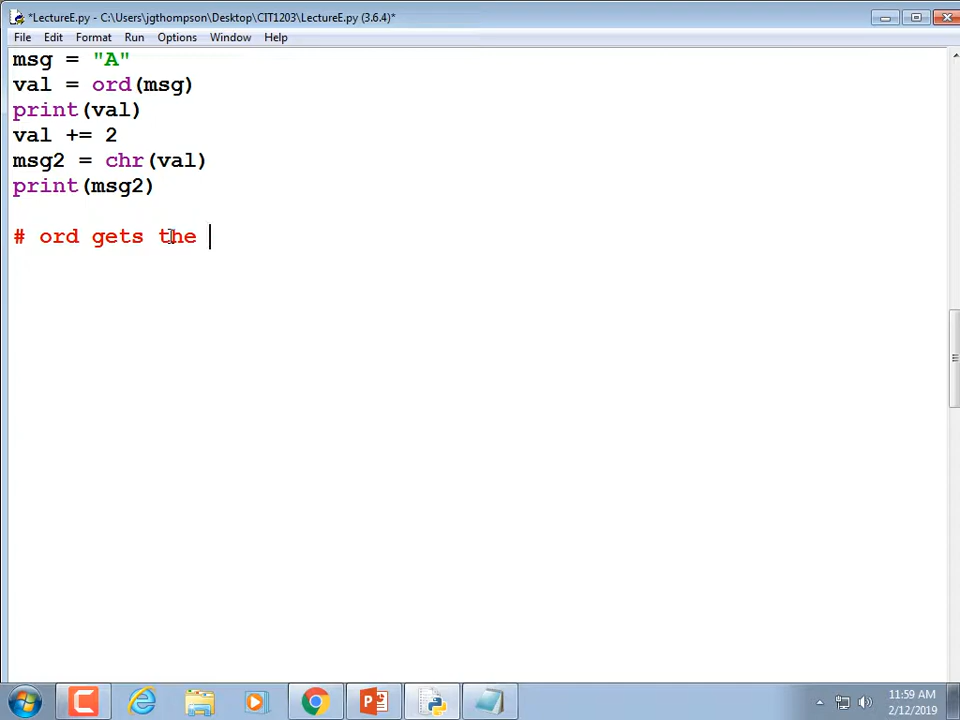 *LectureE.py - C:\Users\jgthompson\Desktop\CIT1203\LectureE.py (3.6.4)*
File Edit Format Run Options Window Help
msg = "A"
val = ord(msg)
print(val)
val += 2
msg2 = chr(val)
print(msg2)
# ord gets the
11:59 AM
2/12/2019